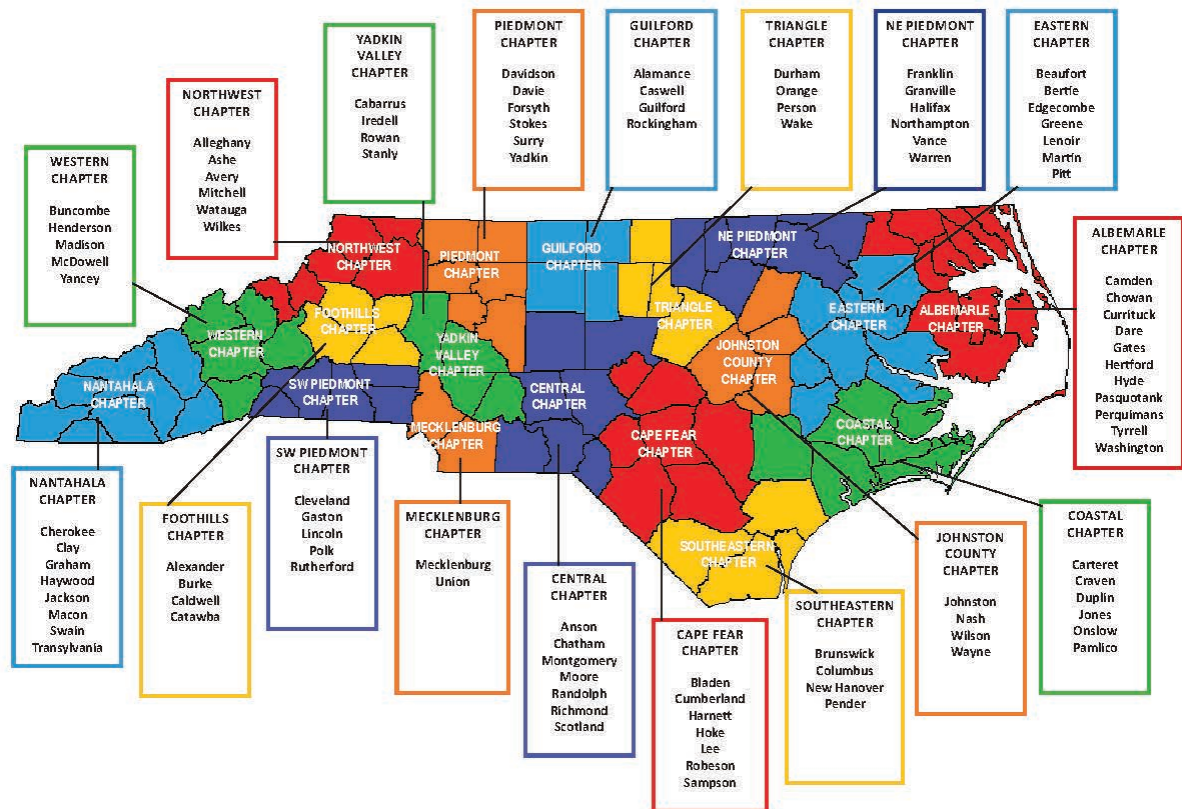 YADKIN
VALLEY
CHAPTER
Cabarrus
Iredell
Rowan
Stanly
PIEDMONT
CHAPTER
Davidson
Davie
Forsyth
Stokes
Surry
Yadkin
GUILFORD
CHAPTER
Alamance
Caswell
Guilford
Rockingham
TRIANGLE
CHAPTER
Durham
Orange
Person
Wake
NE PIEDMONT
CHAPTER
Franklin
Granville
Halifax
Northampton
Vance
Warren
EASTERN
CHAPTER
Beaufort
Bertie
Edgecombe
Greene
Lenoir
Martin
Pitt
NORTHWEST
CHAPTER
Alleghany
Ashe
Avery
Mitchell
Watauga
Wilkes
WESTERN
CHAPTER
Buncombe
Henderson
Madison
McDowell
Yancey
ALBEMARLE
CHAPTER
Camden
Chowan
Currituck
Dare
Gates
Hertford
Hyde
Pasquotank
Perquimans
Tyrrell
Washington
NORTHWEST
CHAPTER
PIEDMONT
CHAPTER
GUILFORD
CHAPTER
NE PIEDMONT
CHAPTER
FOOTHILLS
CHAPTER
TRIANGLE
CHAPTER
EASTERN
CHAPTER
ALBEMARLE
CHAPTER
WESTERN
CHAPTER
YADKIN
VALLEY
CHAPTER
JOHNSTON
COUNTY
CHAPTER
NANTAHALA
CHAPTER
SW PIEDMONT
CHAPTER
CENTRAL
CHAPTER
MECKLENBURG
CHAPTER
CAPE FEAR
CHAPTER
COASTAL
CHAPTER
SOUTHEASTERN
CHAPTER
NANTAHALA
CHAPTER
Cherokee
Clay
Graham
Haywood
Jackson
Macon
Swain
Transylvania
FOOTHILLS
CHAPTER
Alexander
Burke
Caldwell
Catawba
SW PIEDMONT
CHAPTER
Cleveland
Gaston
Lincoln
Polk
Rutherford
MECKLENBURG
CHAPTER
Mecklenburg
Union
CENTRAL
CHAPTER
Anson
Chatham
Montgomery
Moore
Randolph
Richmond
Scotland
CAPE FEAR
CHAPTER
Bladen
Cumberland
Harnett
Hoke
Lee
Robeson
Sampson
SOUTHEASTERN
CHAPTER
Brunswick
Columbus
New Hanover
Pender
JOHNSTON
COUNTY
CHAPTER
Johnston
Nash
Wilson
Wayne
COASTAL
CHAPTER
Carteret
Craven
Duplin
Jones
Onslow
Pamlico